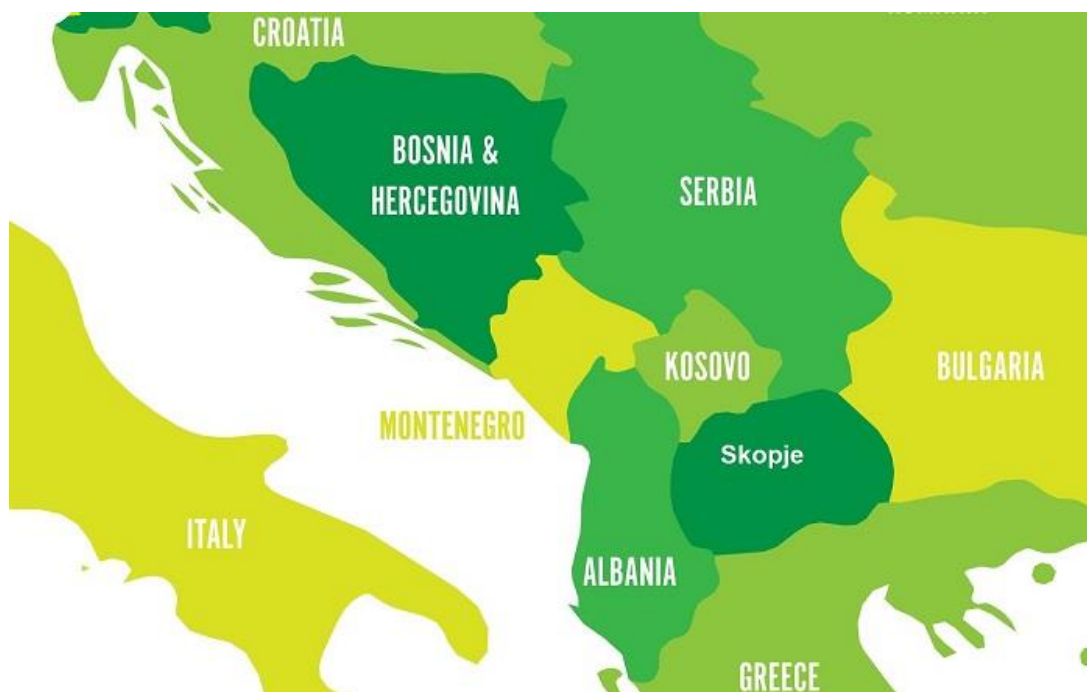 CROATIA
BOSNIA &
HERCEGOVINA
SERBIA
KOSOVO
BULGARIA
MONTENEGRO
Skopje
ITALY
ALBANIA
GREECE